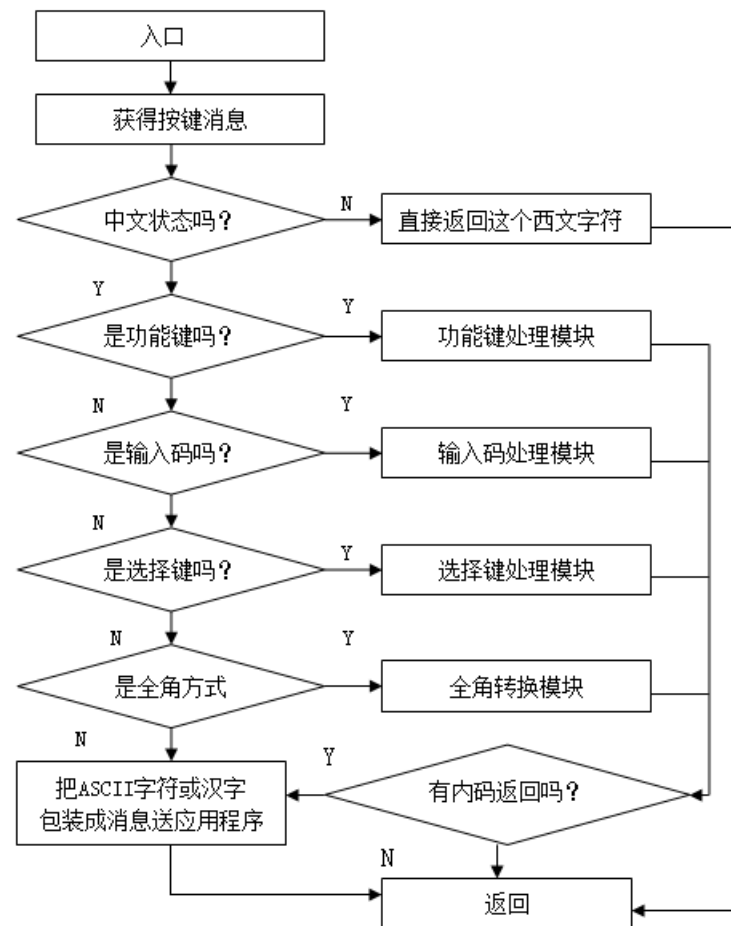 入口
获得按键消息
中文状态吗？
N
直接返回这个西文字符
Y
是功能键吗？
Y
功能键处理模块
N
是输入码吗？
Y
输入码处理模块
N
是选择键吗？
Y
选择键处理模块
N
是全角方式
Y
全角转换模块
N
把ASCII字符或汉字
包装成消息送应用程序
Y
有内码返回吗？
N
返回